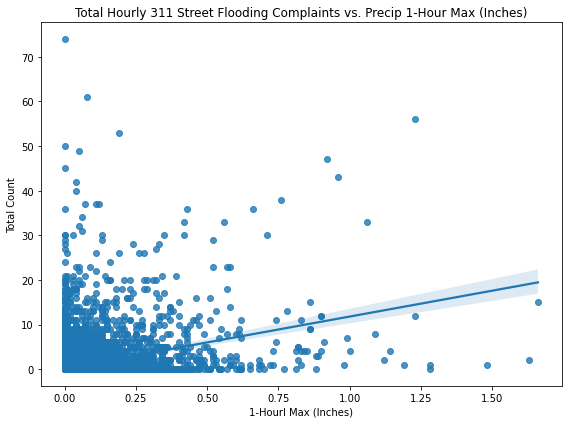 Total Hourly 311 Street Flooding Complaints vs. Precip 1-Hour Max (Inches)
Total Count
70
60
50
40
30
20
10
0
0.00 0.25 0.50 0.75 1.00 1.25 1.50
1-Hourl Max (Inches)